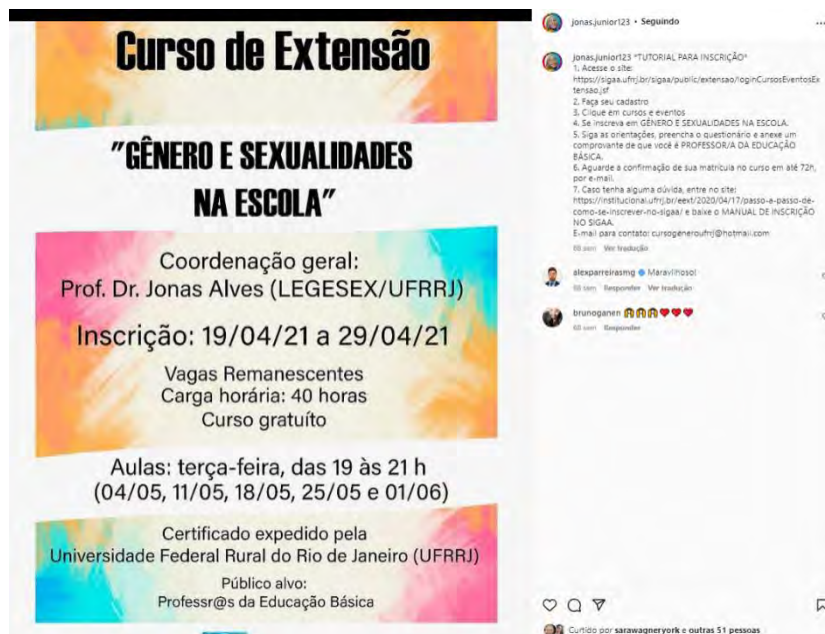 Curso de Extensão
"GÊNERO E SEXUALIDADES
NA ESCOLA"
Coordenação geral:
Prof. Dr. Jonas Alves (LEGESEX/UFRRJ)
Inscrição: 19/04/21 a 29/04/21
Vagas Remanescentes
Carga horária: 40 horas
Curso gratuíto
Aulas: terça-feira, das 19 às 21 h
(04/05, 11/05, 18/05, 25/05 e 01/06)
Certificado expedido pela
Universidade Federal Rural do Rio de Janeiro (UFRRJ)
Público alvo:
Professr@s da Educação Básica
jonas.junior123 • Seguindo
jonas.junior123 "TUTORIAL PARA INSCRIÇÃO"
1. Acesse o site:
https://sigaa.ufrrj.br/sigaa/public/extensao/loginCursosEventosEx
tensao.jsf
2. Faça seu cadastro
3. Clique em cursos e eventos
4. Se inscreva em GÊNERO E SEXUALIDADES NA ESCOLA.
5. Siga as orientações, preencha o questionário e anexe um
comprovante de que você é PROFESSOR/A DA EDUCAÇÃO
BÁSICA.
6. Aguarde a confirmação de sua matrícula no curso em até 72h,
por e-mail.
7. Caso tenha alguma dúvida, entre no site:
https://institucional.ufrrj.br/eext/2020/04/17/passo-a-passo-de-
como-se-inscrever-no-sigaa/ e baixe o MANUAL DE INSCRIÇÃO
NO SIGAA.
E-mail para contato: cursogeneroufrrj@hotmail.com
68 sem Ver tradução
alexparreirasmg Maravilhoso!
68 sem Responder Ver tradução
brunoganen
68 sem Responder
Curtido por sarawagneryork e outras 51 pessoas